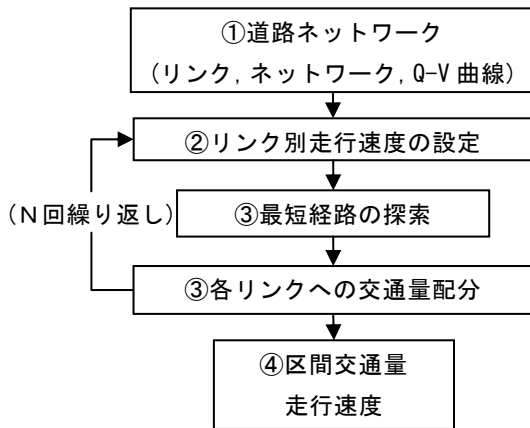 ①道路ネットワーク
(リンク, ネットワーク, Q-V 曲線)
②リンク別走行速度の設定
(N回繰り返し)
③最短経路の探索
③各リンクへの交通量配分
④区間交通量
走行速度